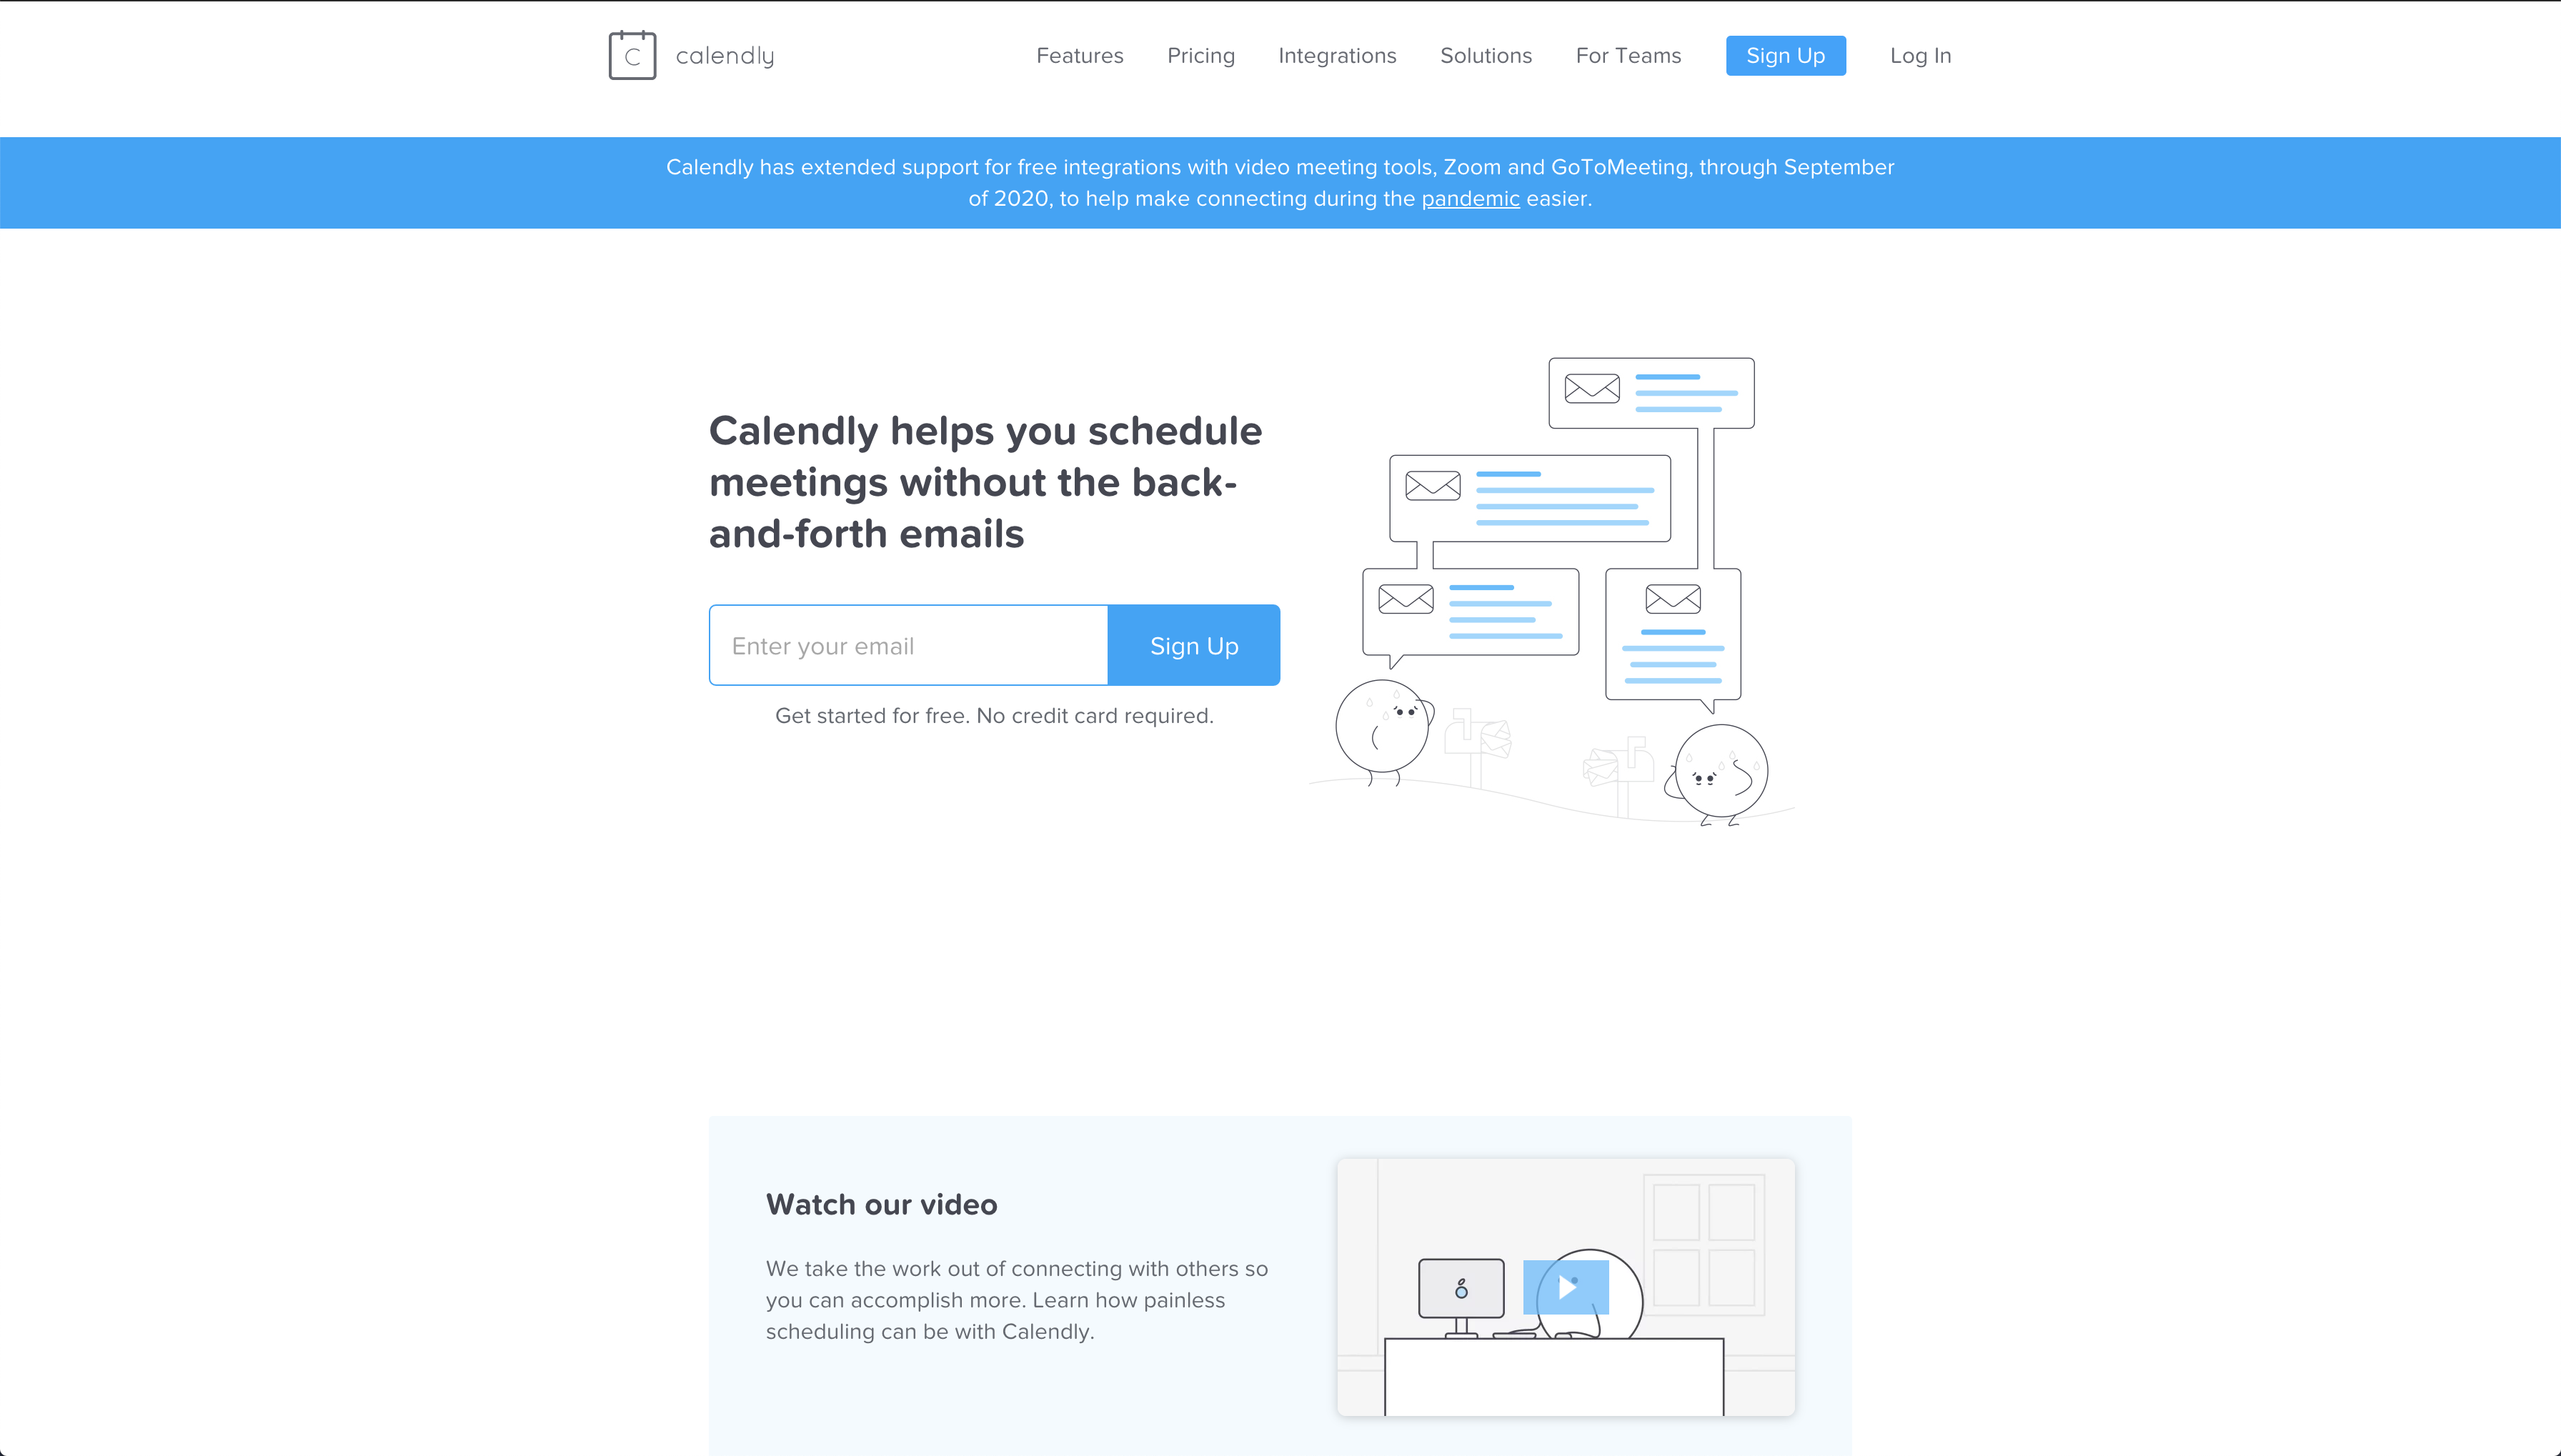 C
calendly
Features
Pricing
Integrations
Solutions
For Teams
Sign Up
Log In
Calendly has extended support for free integrations with video meeting tools, Zoom and GoToMeeting, through September
of 2020, to help make connecting during the pandemic easier.
Calendly helps you schedule
meetings without the back-
and-forth emails
Enter your email
Sign Up
Get started for free. No credit card required.
Watch our video
We take the work out of connecting with others so
you can accomplish more. Learn how painless
scheduling can be with Calendly.